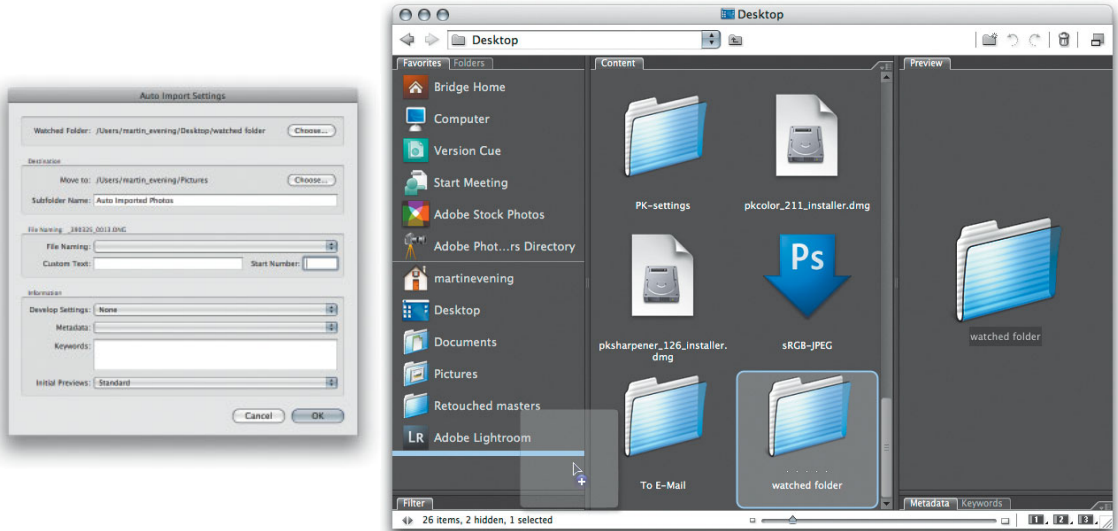 Auto Import Settings
Watched Folder: /Users/martin_evening/Desktop/watched folder
Choose...
Destination
Move to: /Users/martin_evening/Pictures
Choose...
Subfolder Name: Auto Imported Photos
File Naming:
File Naming:
Custom Text:
Start Number:
Information
Develop Settings: None
Metadata:
Keywords:
Initial Previews: Standard
Cancel
OK
Desktop
Desktop
Favorites
Folders
Bridge Home
Computer
Version Cue
Start Meeting
Adobe Stock Photos
Adobe Phot...rs Directory
martinevening
Desktop
Documents
Pictures
Retouched masters
LR Adobe Lightroom
Filter
Content
PK-settings
pkcolor_211_installer.dmg
pksharpener_126_installer.
dmg
Ps
sRGB-JPEG
To E-Mail
watched folder
Preview
watched folder
Metadata
Keywords
26 items, 2 hidden, 1 selected
1
2
3